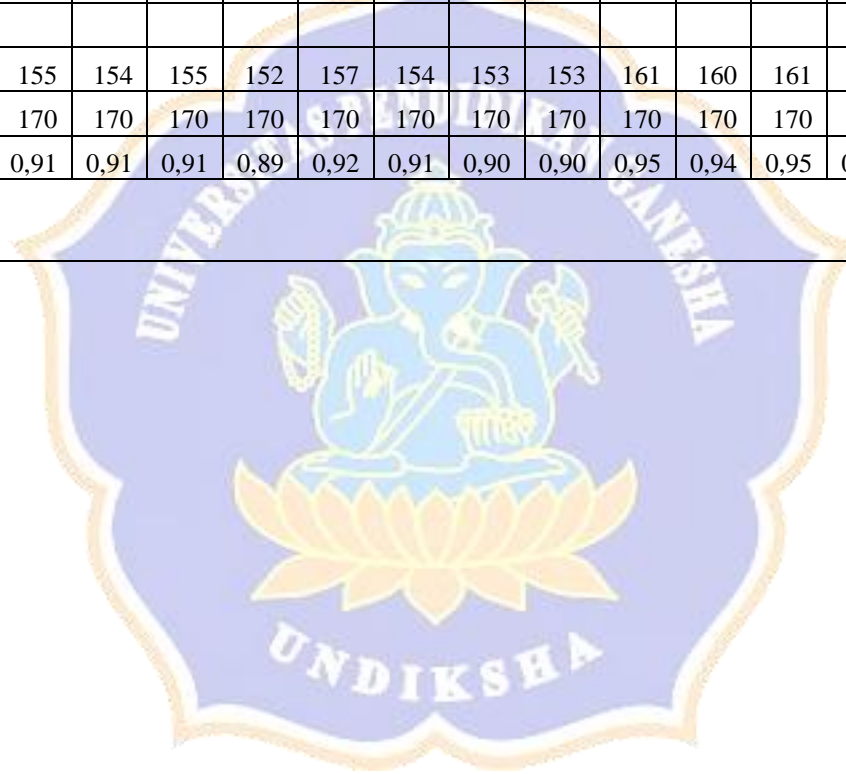 155 154 155 152 157 154 153 153 161 160 161
170 170 170 170 170 170 170 170 170 170 170
0,91 0,91 0,91 0,89 0,92 0,91 0,90 0,90 0,95 0,94 0,95
UNIVERSITAS PENDIDIKAN GANESHA
UNDIKSHA